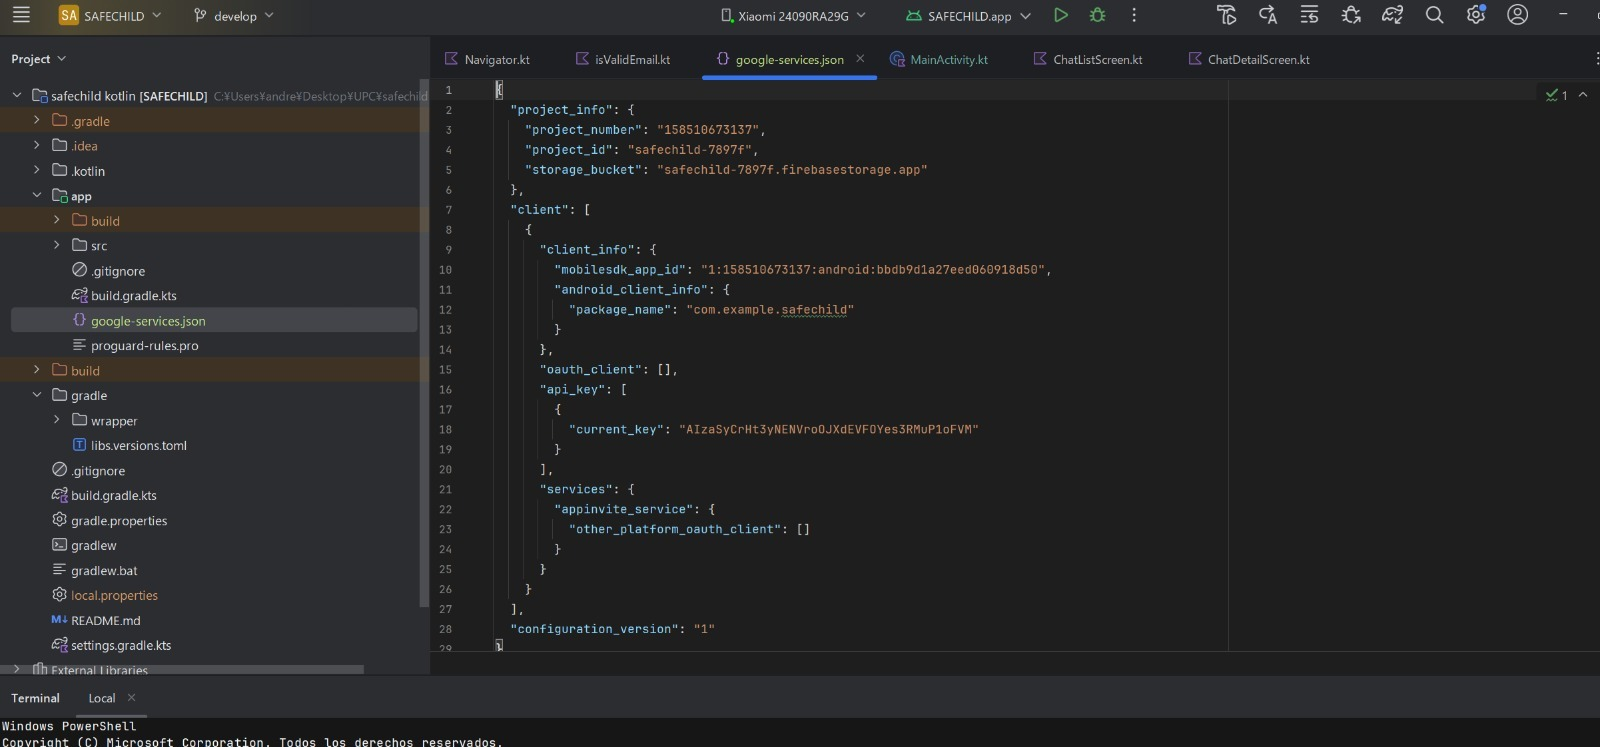 SA SAFECHILD develop Xiaomi 24090RA29G SAFECHILD.app
Project
Navigator.kt isValidEmail.kt google-services.json MainActivity.kt ChatListScreen.kt ChatDetailScreen.kt
safechild kotlin [SAFECHILD] C:¥Users¥andre¥Desktop¥UPC¥safechild
.gradle
.idea
.kotlin
app
build
src
.gitignore
build.gradle.kts
google-services.json
proguard-rules.pro
build
gradle
wrapper
libs.versions.toml
.gitignore
build.gradle.kts
gradle.properties
gradlew
gradlew.bat
local.properties
README.md
settings.gradle.kts
External Libraries
1 {
2 "project_info": {
3 "project_number": "158510673137",
4 "project_id": "safechild-7897f",
5 "storage_bucket": "safechild-7897f.firebasestorage.app"
6 },
7 "client": [
8 {
9 "client_info": {
10 "mobilesdk_app_id": "1:158510673137:android:bbdb9d1a27eed060918d50",
11 "android_client_info": {
12 "package_name": "com.example.safechild"
13 }
14 },
15 "oauth_client": [],
16 "api_key": [
17 {
18 "current_key": "AIzaSyCrHt3yNENVroOJXdEVFOYes3RMuP1oFVM"
19 }
20 ],
21 "services": {
22 "appinvite_service": {
23 "other_platform_oauth_client": []
24 }
25 }
26 }
27 ],
28 "configuration_version": "1"
29 }
1
Terminal Local
Windows PowerShell
Copyright (C) Microsoft Corporation. Todos los derechos reservados.